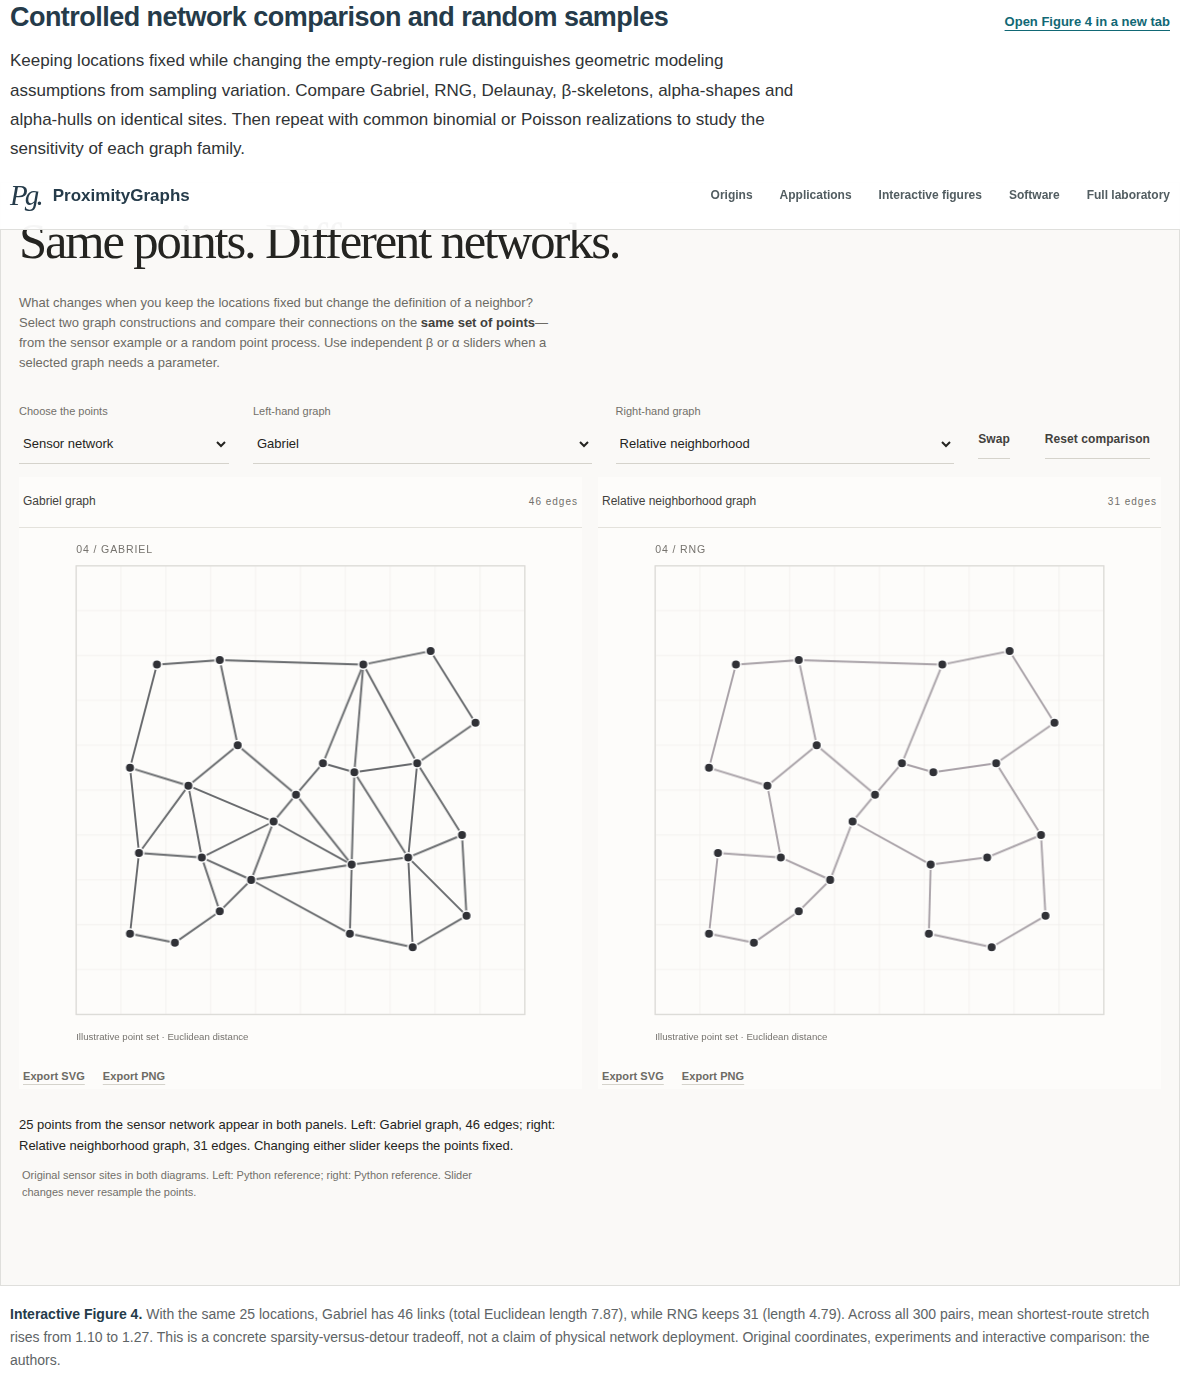 Controlled network comparison and random samples
Open Figure 4 in a new tab
Keeping locations fixed while changing the empty-region rule distinguishes geometric modeling
assumptions from sampling variation. Compare Gabriel, RNG, Delaunay, β-skeletons, alpha-shapes and
alpha-hulls on identical sites. Then repeat with common binomial or Poisson realizations to study the
sensitivity of each graph family.
Pg. ProximityGraphs
Origins
Applications
Interactive figures
Software
Full laboratory
Same points. Different networks.
What changes when you keep the locations fixed but change the definition of a neighbor?
Select two graph constructions and compare their connections on the same set of points—
from the sensor example or a random point process. Use independent β or α sliders when a
selected graph needs a parameter.
Choose the points
Left-hand graph
Right-hand graph
Sensor network
Gabriel
Relative neighborhood
Swap
Reset comparison
Gabriel graph
46 edges
Relative neighborhood graph
31 edges
04 / GABRIEL
04 / RNG
Illustrative point set · Euclidean distance
Illustrative point set · Euclidean distance
Export SVG
Export PNG
Export SVG
Export PNG
25 points from the sensor network appear in both panels. Left: Gabriel graph, 46 edges; right:
Relative neighborhood graph, 31 edges. Changing either slider keeps the points fixed.
Original sensor sites in both diagrams. Left: Python reference; right: Python reference. Slider
changes never resample the points.
Interactive Figure 4. With the same 25 locations, Gabriel has 46 links (total Euclidean length 7.87), while RNG keeps 31 (length 4.79). Across all 300 pairs, mean shortest-route stretch
rises from 1.10 to 1.27. This is a concrete sparsity-versus-detour tradeoff, not a claim of physical network deployment. Original coordinates, experiments and interactive comparison: the
authors.